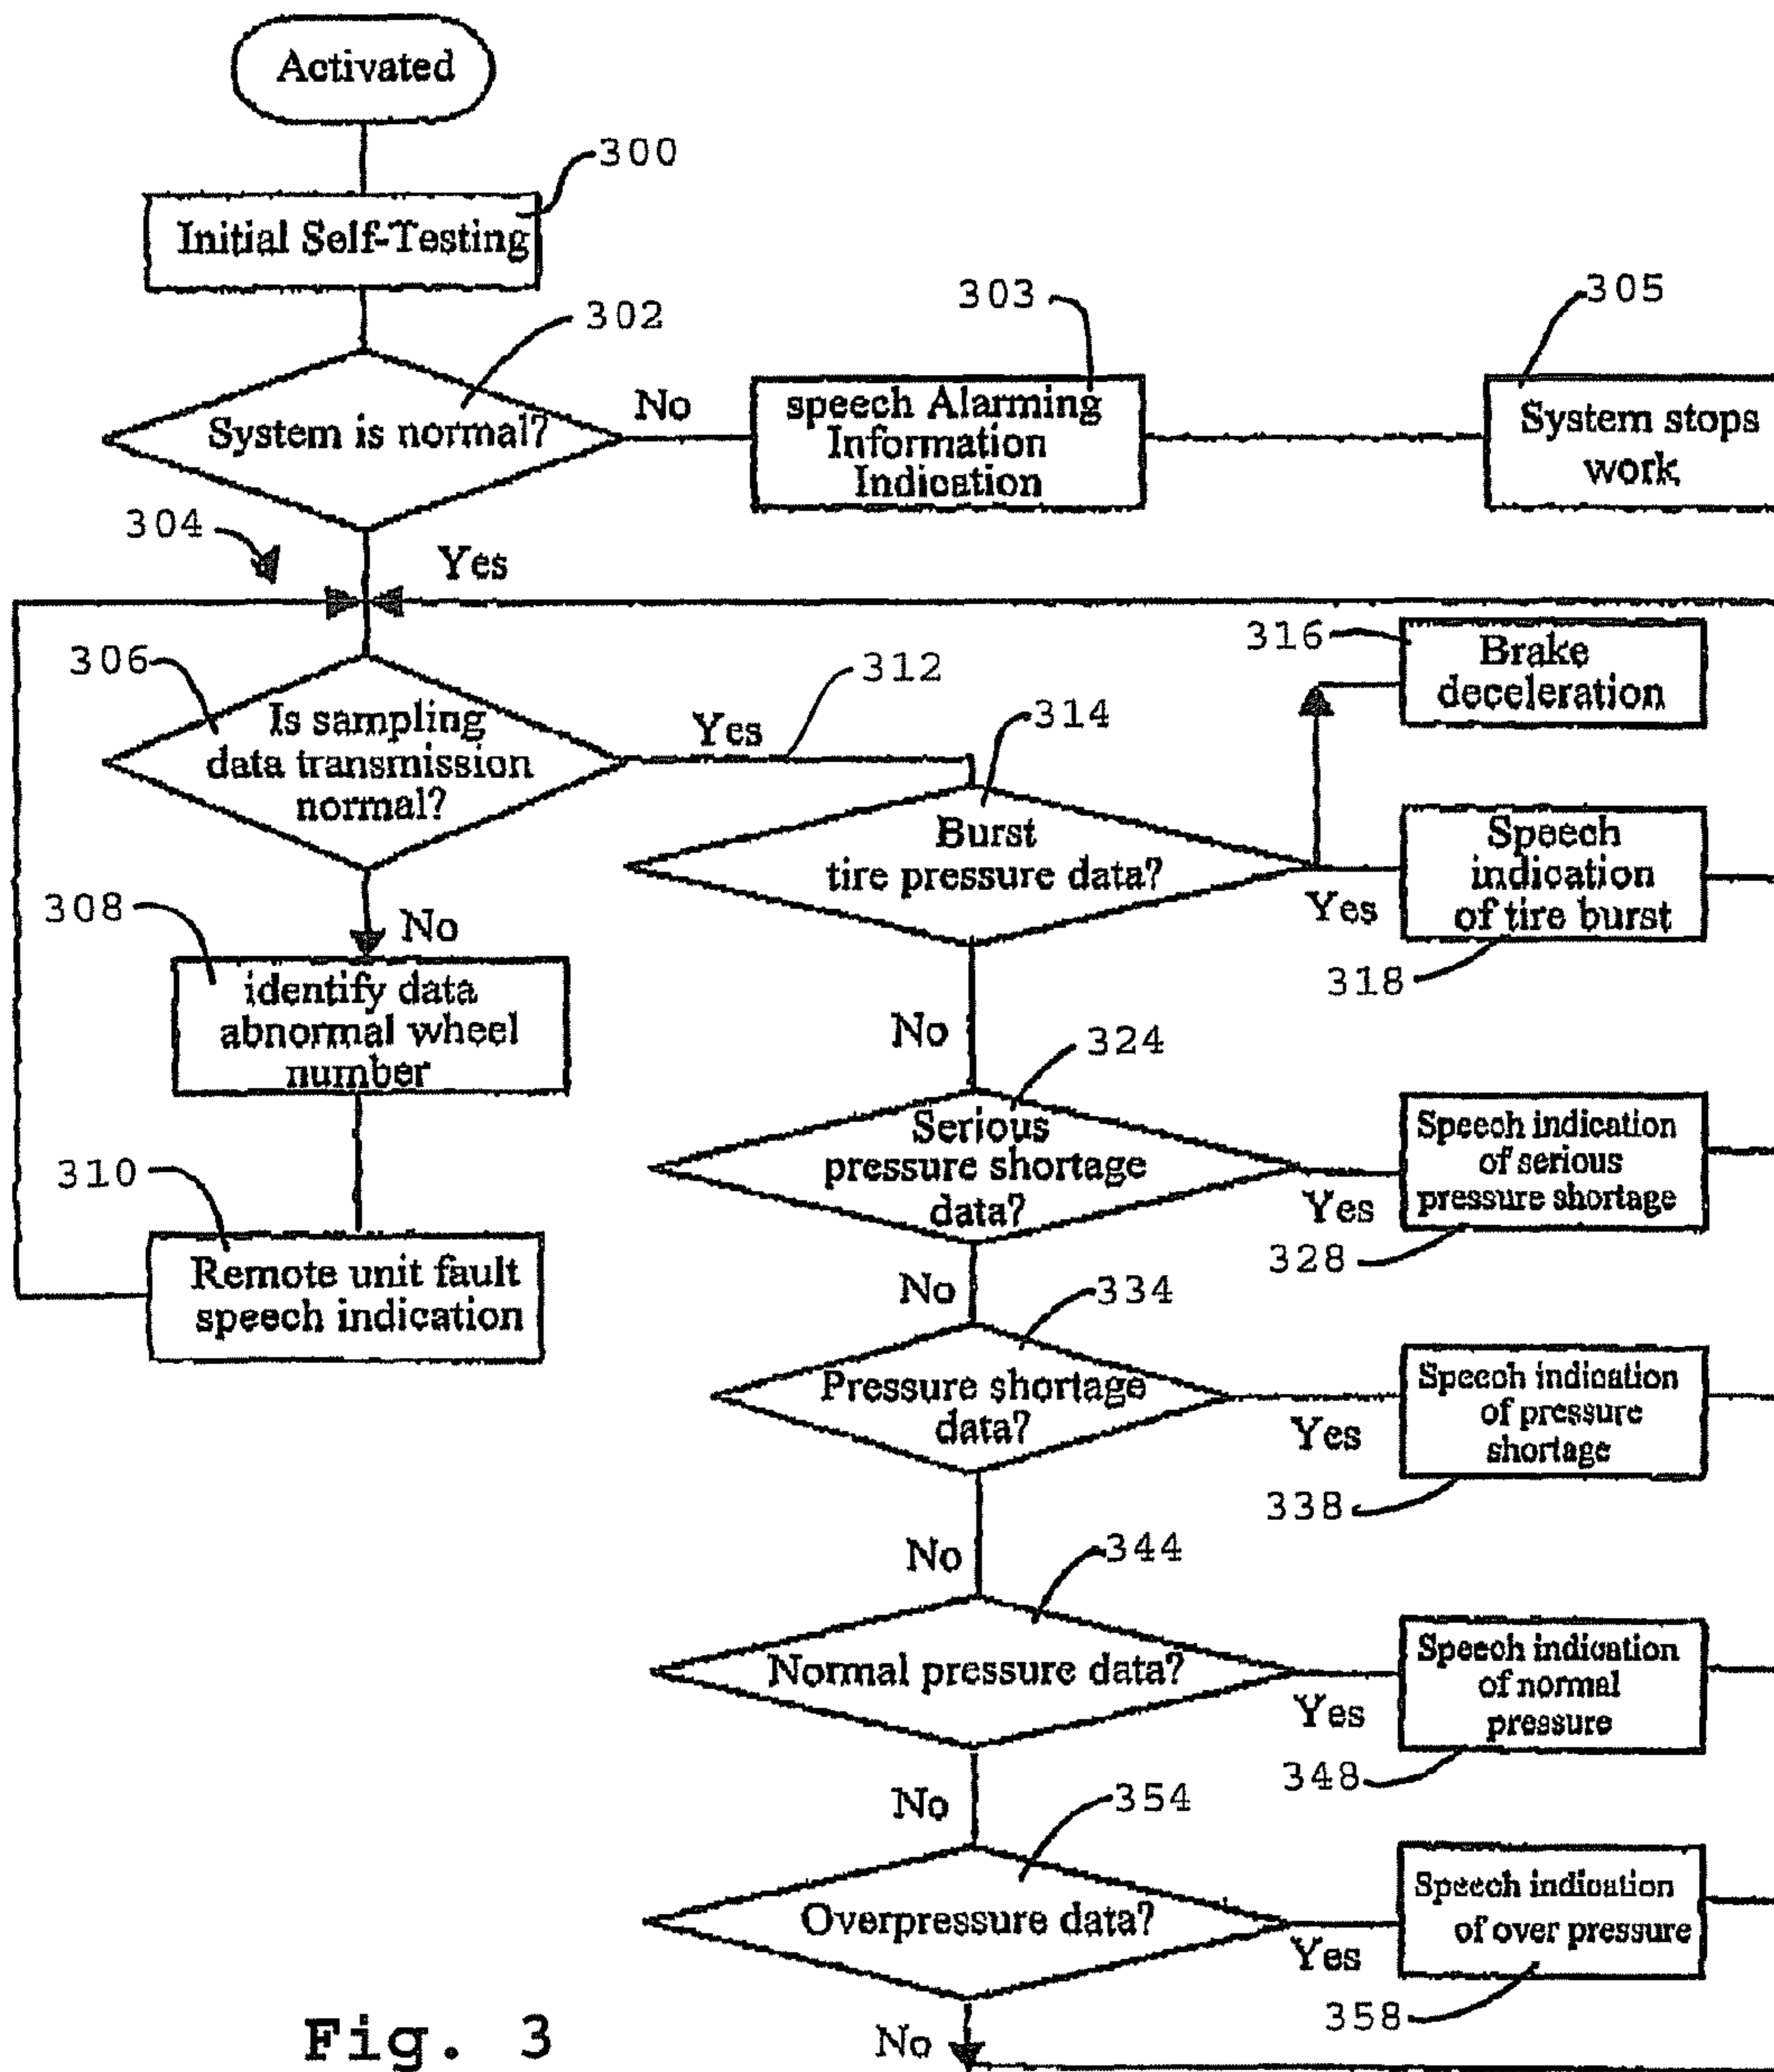 Activated
300
Initial Self-Testing
302
System is normal?
No
303
speech Alarming
Information
Indication
305
System stops
work
304
Yes
306
Is sampling
data transmission
normal?
Yes
312
314
Burst
tire pressure data?
316
Brake
deceleration
Yes
Speech
indication
of tire burst
318
No
308
identify data
abnormal wheel
number
310
Remote unit fault
speech indication
No
324
Serious
pressure shortage
data?
Yes
Speech indication
of serious
pressure shortage
328
No
334
Pressure shortage
data?
Yes
Speech indication
of pressure
shortage
338
No
344
Normal pressure data?
Yes
Speech indication
of normal
pressure
348
No
354
Overpressure data?
Yes
Speech indication
of over pressure
358
No
Fig. 3